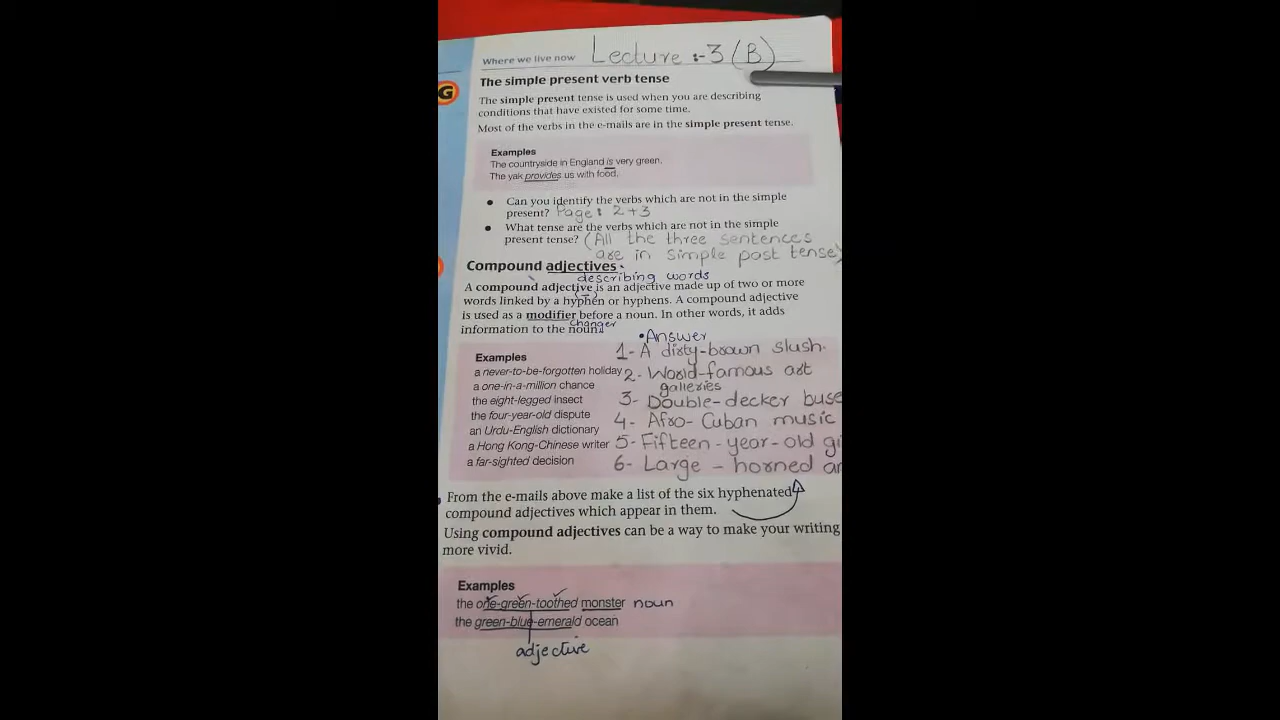 Where we live now Lecture :-3 (B)
G
The simple present verb tense
The simple present tense is used when you are describing
conditions that have existed for some time.
Most of the verbs in the e-mails are in the simple present tense.
Examples
The countryside in England is very green.
The yak provides us with food.
• Can you identify the verbs which are not in the simple
present? Page: 2+3
• What tense are the verbs which are not in the simple
present tense? (All the three sentences
are in simple past tense)
Compound adjectives.
describing words
A compound adjective is an adjective made up of two or more
words linked by a hyphen or hyphens. A compound adjective
(-)
is used as a modifier before a noun. In other words, it adds
changer
information to the noun.
• Answer
Examples
a never-to-be-forgotten holiday
a one-in-a-million chance
the eight-legged insect
the four-year-old dispute
an Urdu-English dictionary
a Hong Kong-Chinese writer
a far-sighted decision
1- A dirty-brown slush.
2- World-famous art
galleries
3- Double-decker buse
4- Afro-Cuban music
5- Fifteen-year-old gi
6- Large-horned an
From the e-mails above make a list of the six hyphenated
compound adjectives which appear in them.
Using compound adjectives can be a way to make your writing
more vivid.
Examples
the one-green-toothed monster noun
the green-blue-emerald ocean
adjective